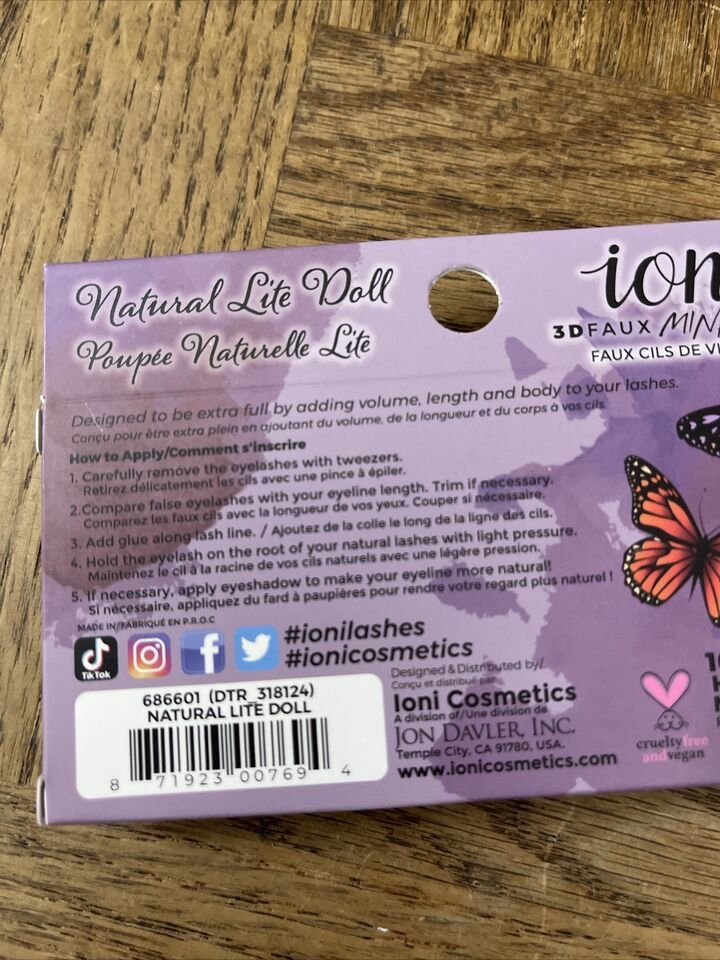 Natural Lite Doll
Poupée Naturelle Lite
3D FAUX
FAUX CILS DE
Designed to be extra full by adding volume, length and body to your lashes.
Conçu pour être extra plein en ajoutant du volume, de la longueur et du corps à vos cils.
How to Apply/Comment s'inscrire
1. Carefully remove the eyelashes with tweezers.
Retirez délicatement les cils avec une pince à épiler.
2.Compare false eyelashes with your eyeline length. Trim if necessary.
Comparez les faux cils avec la longueur de vos yeux. Couper si nécessaire.
3. Add glue along lash line. / Ajoutez de la colle le long de la ligne des cils.
4. Hold the eyelash on the root of your natural lashes with light pressure.
Maintenez le cil à la racine de vos cils naturels avec une légère pression.
5. If necessary, apply eyeshadow to make your eyeline more natural!
Si nécessaire, appliquez du fard à paupières pour rendre votre regard plus naturel !
MADE IN/FABRIQUÉ EN P.R.O.C
TikTok
#ionilashes
#ionicosmetics
686601 (DTR_318124)
NATURAL LITE DOLL
8 71923 00769 4
Designed & Distributed by/
Conçu et distribué par
Ioni Cosmetics
A division of/Une division de
JON DAVLER, INC.
Temple City, CA 91780, USA.
www.ionicosmetics.com
crueltyfree
andvegan